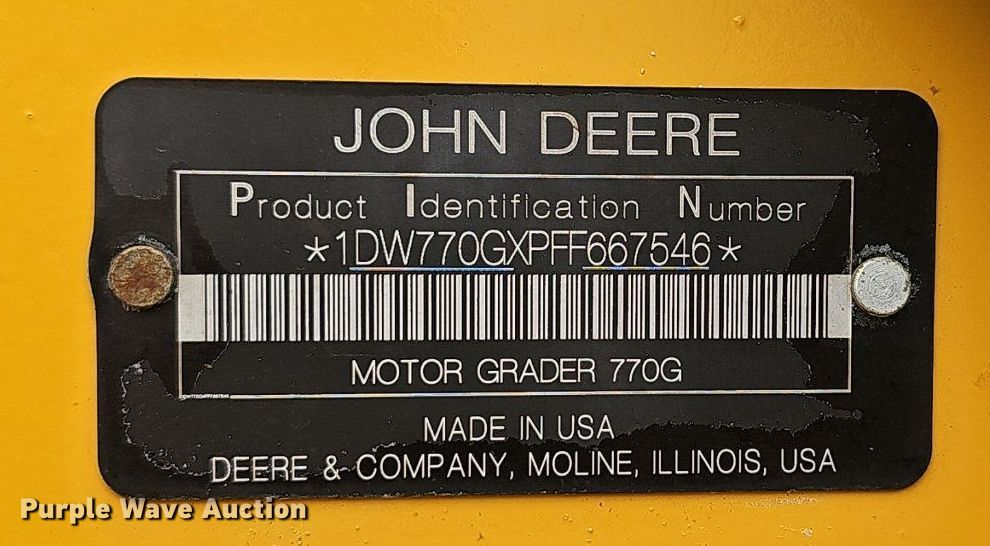 JOHN DEERE
Product Identification Number
*1DW770GXPFF667546*
MOTOR GRADER 770G
MADE IN USA
DEERE & COMPANY, MOLINE, ILLINOIS, USA
Purple Wave Auction